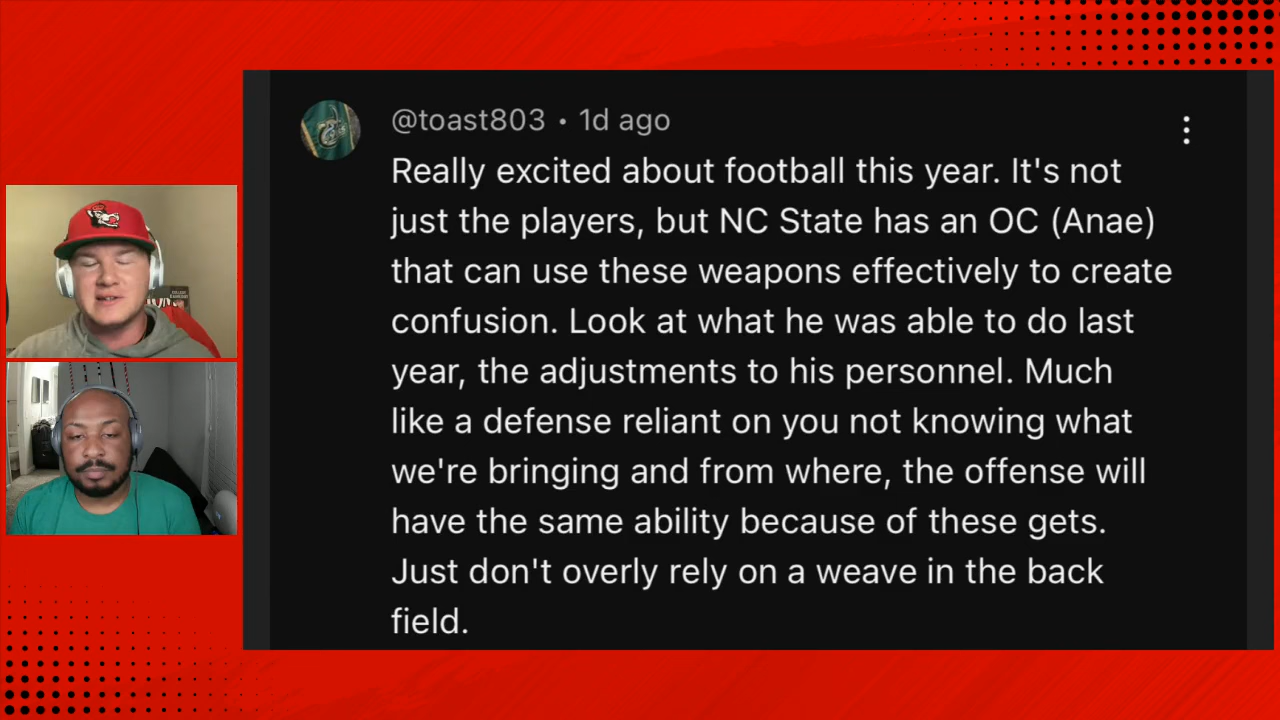 @toast803 • 1d ago
Really excited about football this year. It's not
just the players, but NC State has an OC (Anae)
that can use these weapons effectively to create
confusion. Look at what he was able to do last
year, the adjustments to his personnel. Much
like a defense reliant on you not knowing what
we're bringing and from where, the offense will
have the same ability because of these gets.
Just don't overly rely on a weave in the back
field.